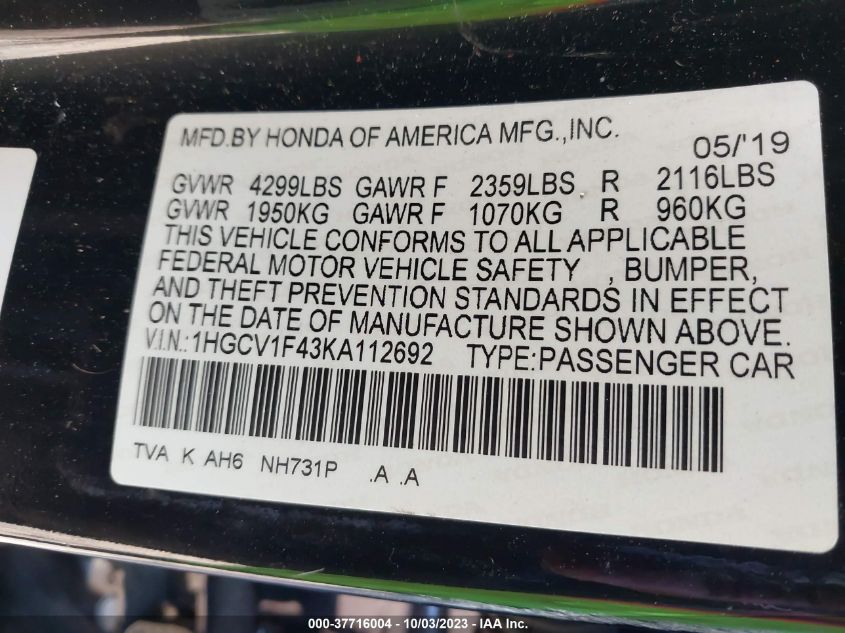 MFD.BY HONDA OF AMERICA MFG.,INC. 05/'19
GVWR 4299LBS GAWR F 2359LBS R 2116LBS
GVWR 1950KG GAWR F 1070KG R 960KG
THIS VEHICLE CONFORMS TO ALL APPLICABLE
FEDERAL MOTOR VEHICLE SAFETY , BUMPER,
AND THEFT PREVENTION STANDARDS IN EFFECT
ON THE DATE OF MANUFACTURE SHOWN ABOVE.
V.I.N.:1HGCV1F43KA112692 TYPE:PASSENGER CAR
TVA K AH6 NH731P .A .A
000-37716004 - 10/03/2023 - IAA Inc.